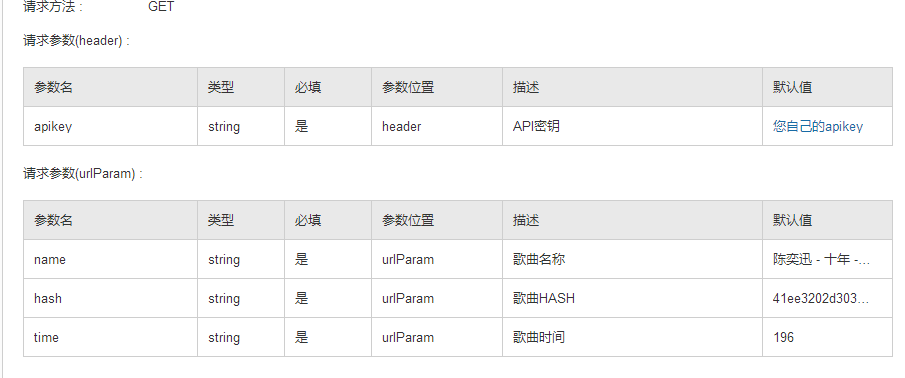 请求方法 : GET
请求参数(header) :
参数名 类型 必填 参数位置 描述 默认值
apikey string 是 header API密钥 您自己的apikey
请求参数(urlParam) :
参数名 类型 必填 参数位置 描述 默认值
name string 是 urlParam 歌曲名称 陈奕迅 - 十年 -...
hash string 是 urlParam 歌曲HASH 41ee3202d303...
time string 是 urlParam 歌曲时间 196